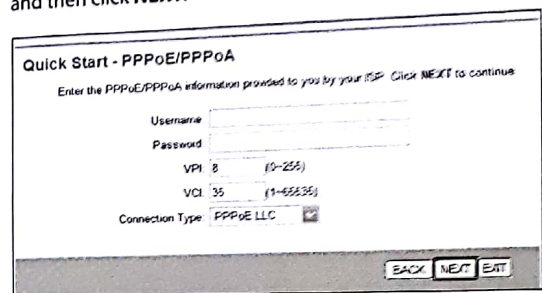 and then click NEXT
Quick Start - PPPoE/PPPoA
Enter the PPPoE/PPPoA information provided to you by your ISP. Click NEXT to continue.
Username:
Password:
VPI: 8 (0~255)
VCI: 35 (1~65535)
Connection Type: PPPoE LLC
BACK NEXT EXIT